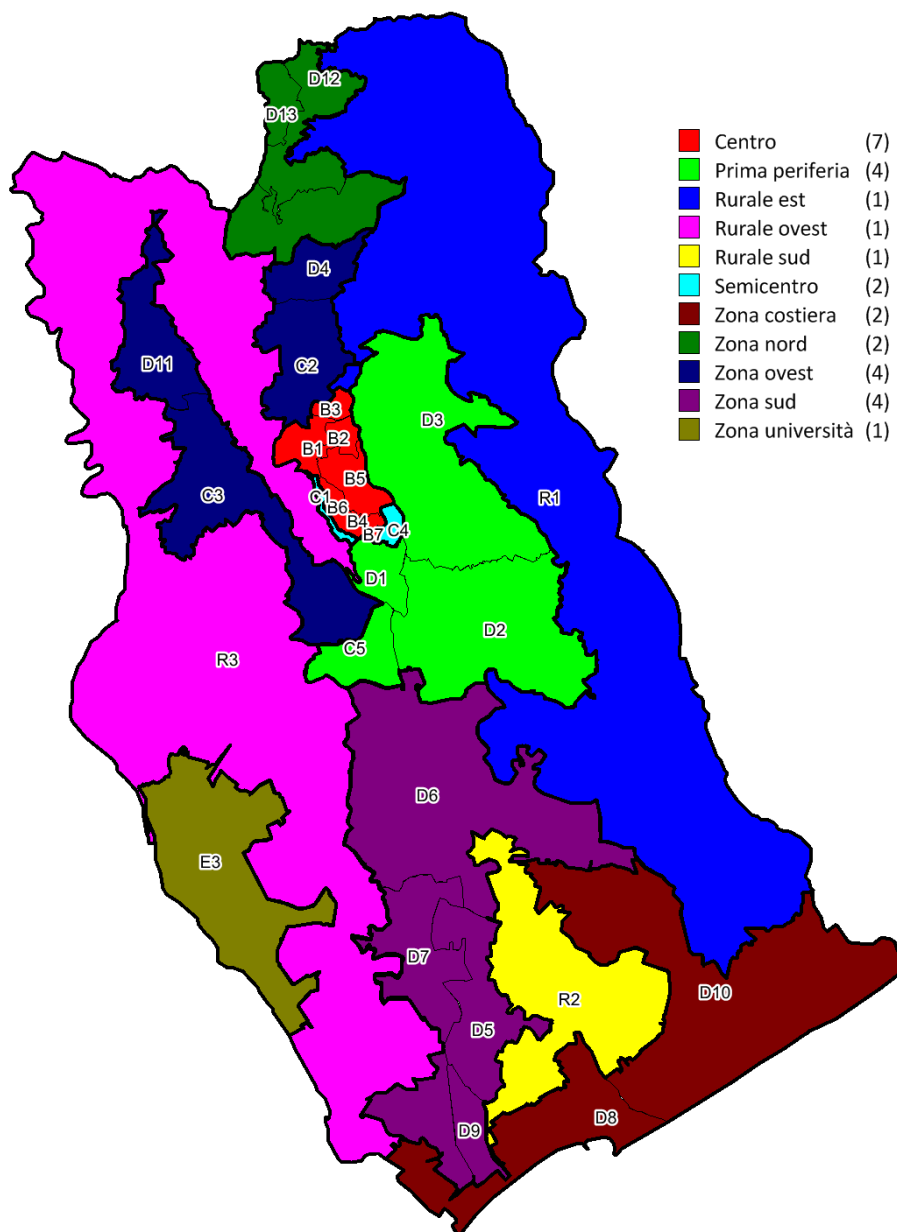 D12
D13
Centro (7)
Prima periferia (4)
Rurale est (1)
Rurale ovest (1)
Rurale sud (1)
Semicentro (2)
Zona costiera (2)
Zona nord (2)
Zona ovest (4)
Zona sud (4)
Zona università (1)
D4
D11
C2
B3
D3
B2
B1
B5
R1
C3
C1
B6
B4
C4
B7
D1
D2
C5
R3
D6
E3
D7
R2
D10
D5
D8
D9